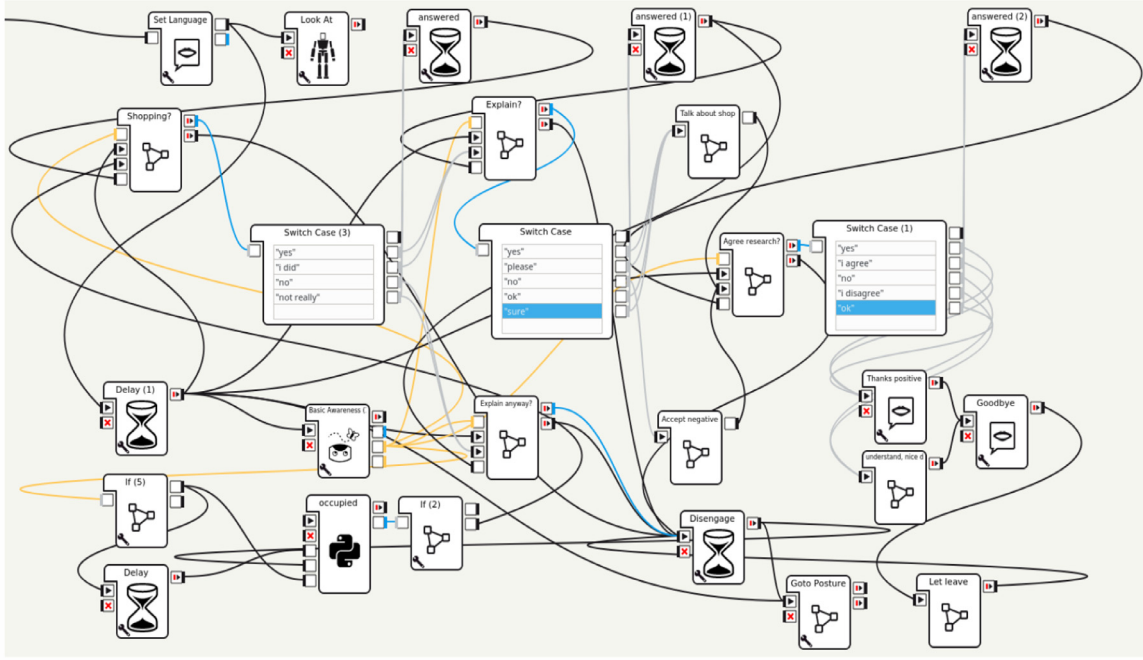 Set Language
Look At
answered
answered (1)
answered (2)
Shopping?
Explain?
Talk about shop
Switch Case (3)
"yes"
"i did"
"no"
"not really"
Switch Case
"yes"
"please"
"no"
"ok"
"sure"
Agree research?
Switch Case (1)
"yes"
"i agree"
"no"
"i disagree"
"ok"
Delay (1)
Basic Awareness (
Explain anyway?
Accept negative
Thanks positive
Goodbye
understand, nice d
If (5)
occupied
If (2)
Disengage
Delay
Goto Posture
Let leave